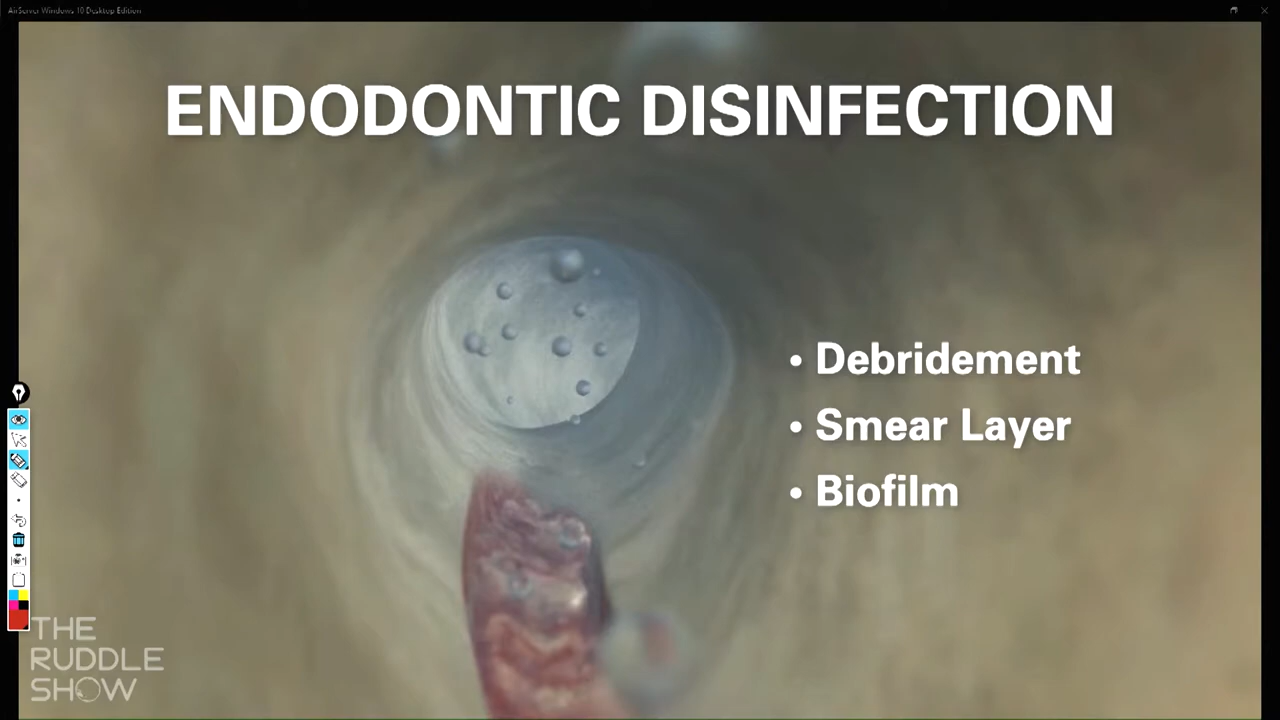 AirServer Windows 10 Desktop Edition
ENDODONTIC DISINFECTION
• Debridement
• Smear Layer
• Biofilm
THE
RUDDLE
SHOW